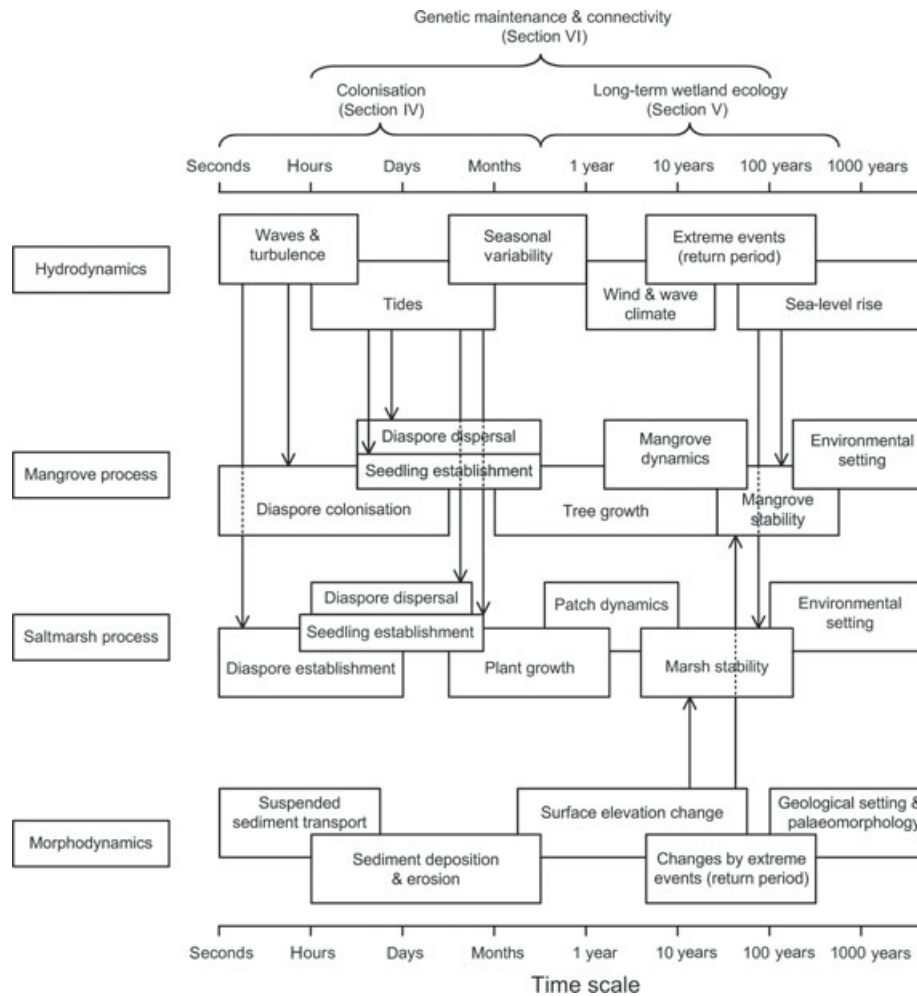 Genetic maintenance & connectivity
(Section VI)
Colonisation
(Section IV)
Long-term wetland ecology
(Section V)
Seconds Hours Days Months 1 year 10 years 100 years 1000 years
Hydrodynamics
Waves &
turbulence
Seasonal
variability
Extreme events
(return period)
Tides
Wind & wave
climate
Sea-level rise
Mangrove process
Diaspore dispersal
Seedling establishment
Diaspore colonisation
Mangrove
dynamics
Environmental
setting
Tree growth
Mangrove
stability
Saltmarsh process
Diaspore dispersal
Seedling establishment
Diaspore establishment
Patch dynamics
Environmental
setting
Plant growth
Marsh stability
Morphodynamics
Suspended
sediment transport
Surface elevation change
Geological setting &
palaeomorphology
Sediment deposition
& erosion
Changes by extreme
events (return period)
Seconds Hours Days Months 1 year 10 years 100 years 1000 years
Time scale